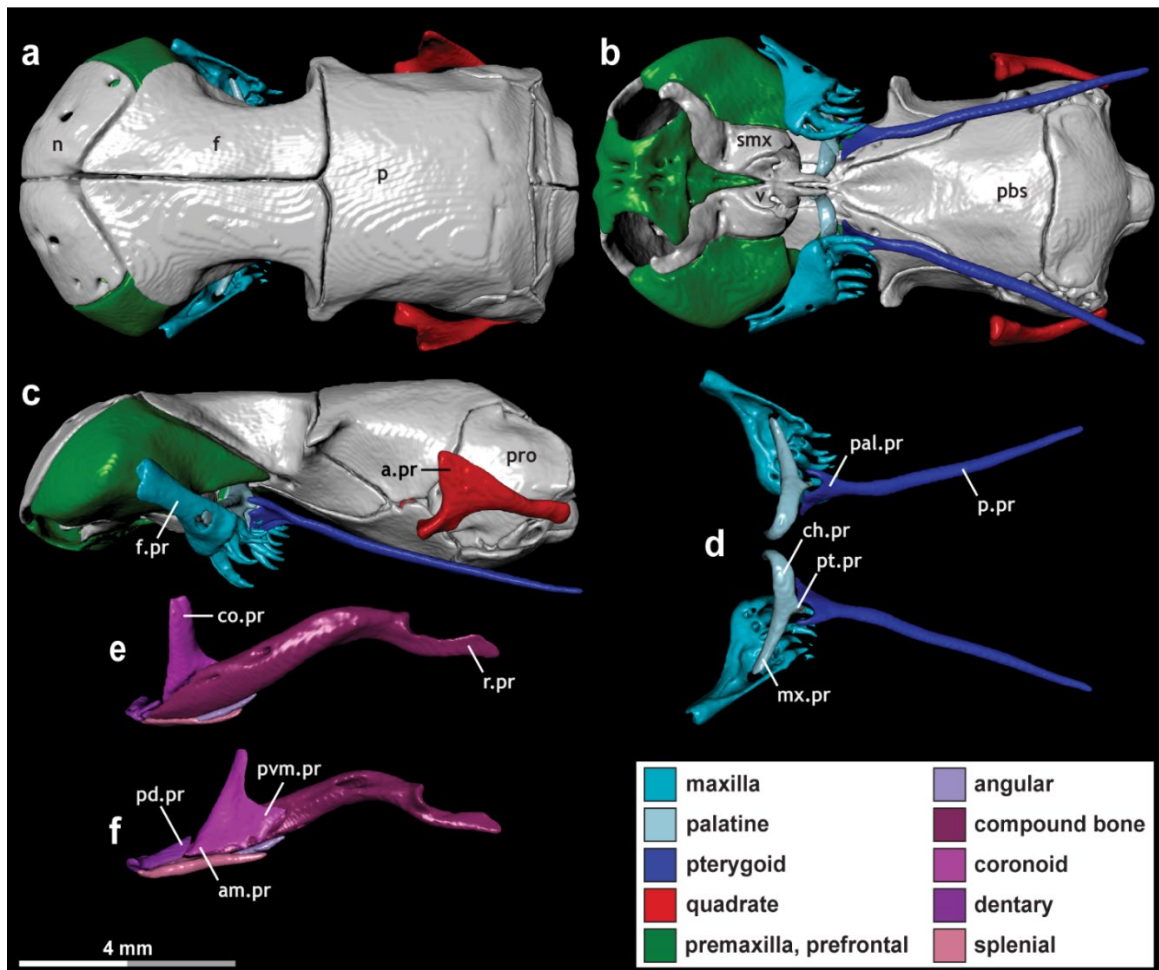 a
n
f
p
b
smx
v
pbs
c
a.pr
pro
f.pr
pal.pr
p.pr
d
ch.pr
pt.pr
mx.pr
e
co.pr
r.pr
f
pd.pr
pvm.pr
am.pr
4 mm
maxilla
palatine
pterygoid
quadrate
premaxilla, prefrontal
angular
compound bone
coronoid
dentary
splenial